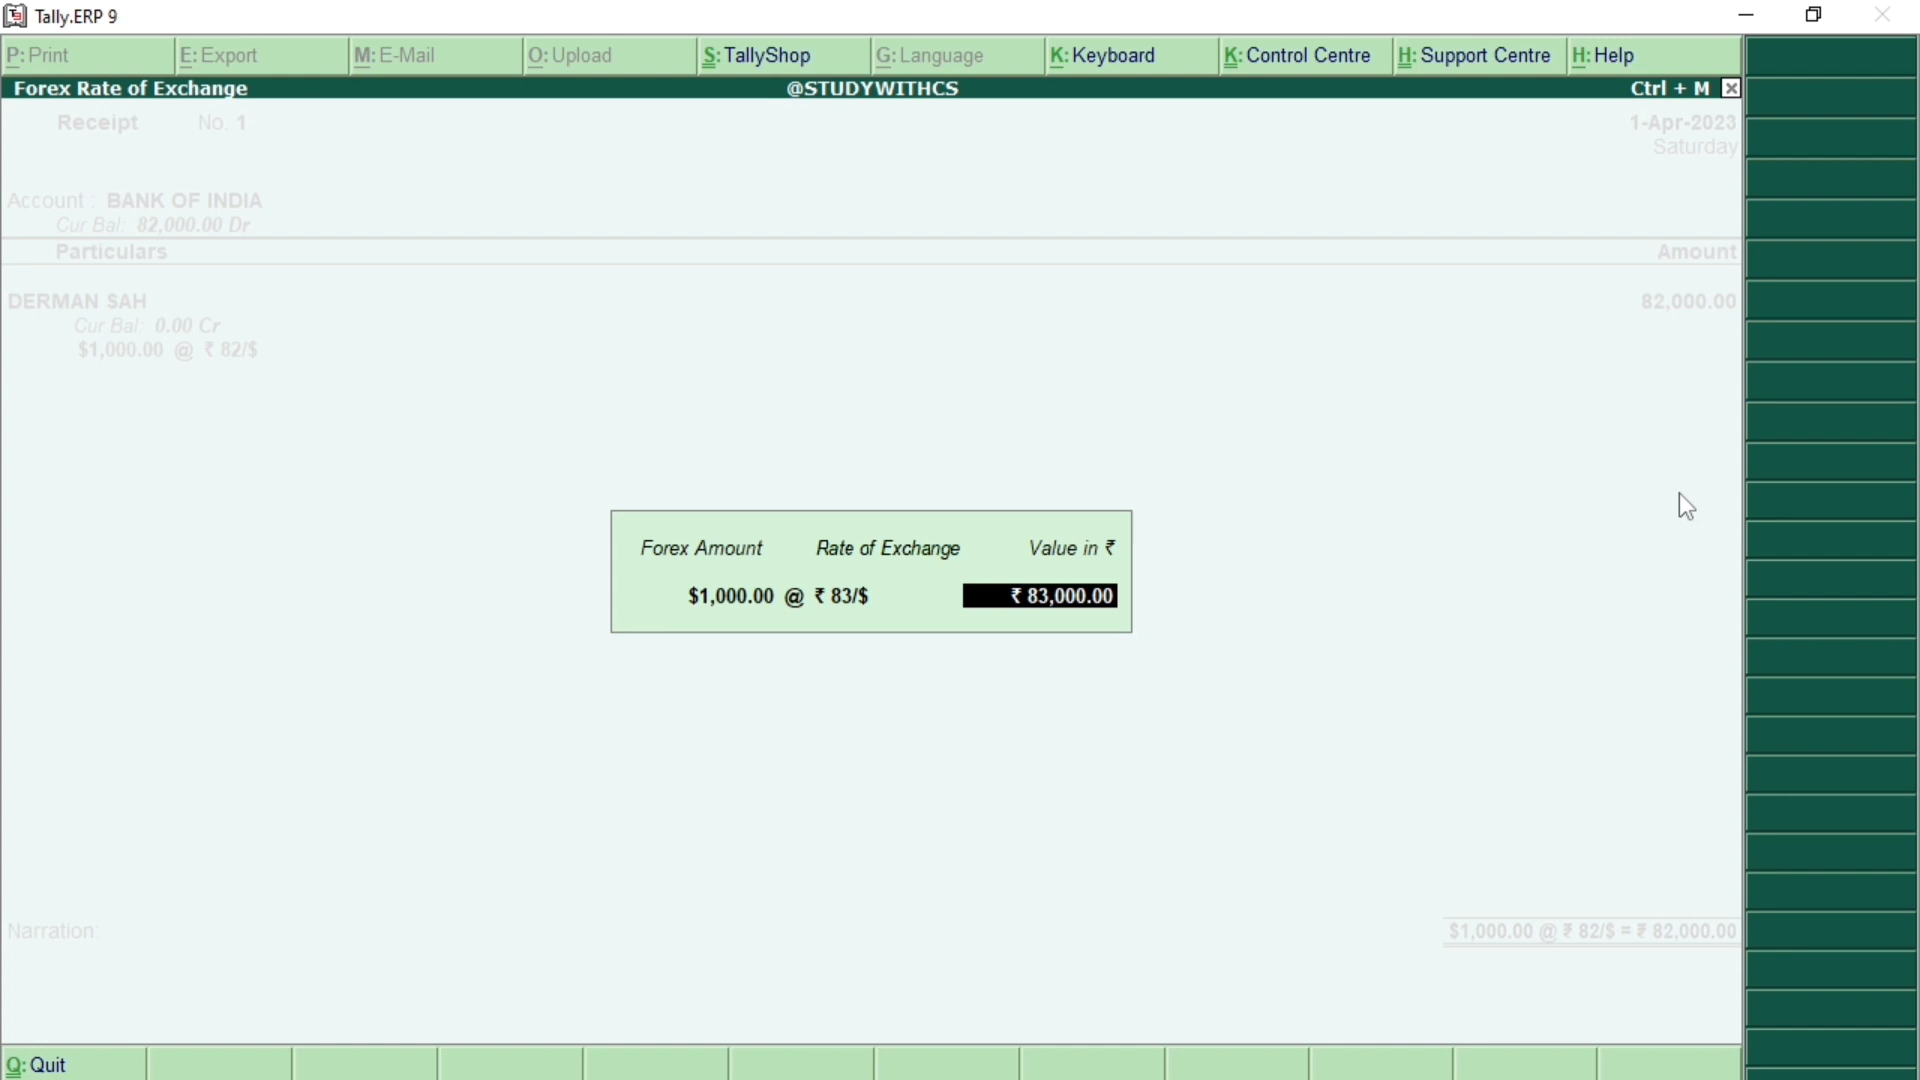 Tally.ERP 9
P: Print E: Export M: E-Mail O: Upload S: TallyShop G: Language K: Keyboard K: Control Centre H: Support Centre H: Help
Forex Rate of Exchange @STUDYWITHCS Ctrl + M
Receipt No. 1 1-Apr-2023
Saturday
Account : BANK OF INDIA
Cur Bal: 82,000.00 Dr
Particulars Amount
DERMAN SAH 82,000.00
Cur Bal: 0.00 Cr
$1,000.00 @ ₹ 82/$
Forex Amount Rate of Exchange Value in ₹
$1,000.00 @ ₹ 83/$ ₹ 83,000.00
Narration: $1,000.00 @ ₹ 82/$ = ₹ 82,000.00
Q: Quit